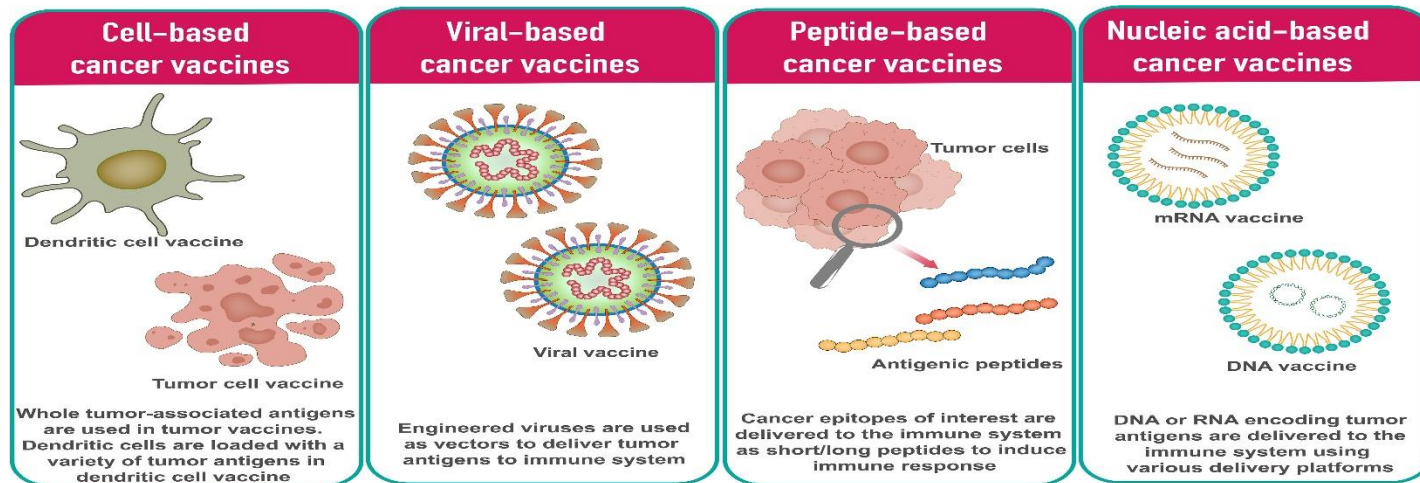 Cell-based
cancer vaccines
Dendritic cell vaccine
Tumor cell vaccine
Whole tumor-associated antigens
are used in tumor vaccines.
Dendritic cells are loaded with a
variety of tumor antigens in
dendritic cell vaccine
Viral-based
cancer vaccines
Viral vaccine
Engineered viruses are used
as vectors to deliver tumor
antigens to immune system
Peptide-based
cancer vaccines
Tumor cells
Antigenic peptides
Cancer epitopes of interest are
delivered to the immune system
as short/long peptides to induce
immune response
Nucleic acid-based
cancer vaccines
mRNA vaccine
DNA vaccine
DNA or RNA encoding tumor
antigens are delivered to the
immune system using
various delivery platforms